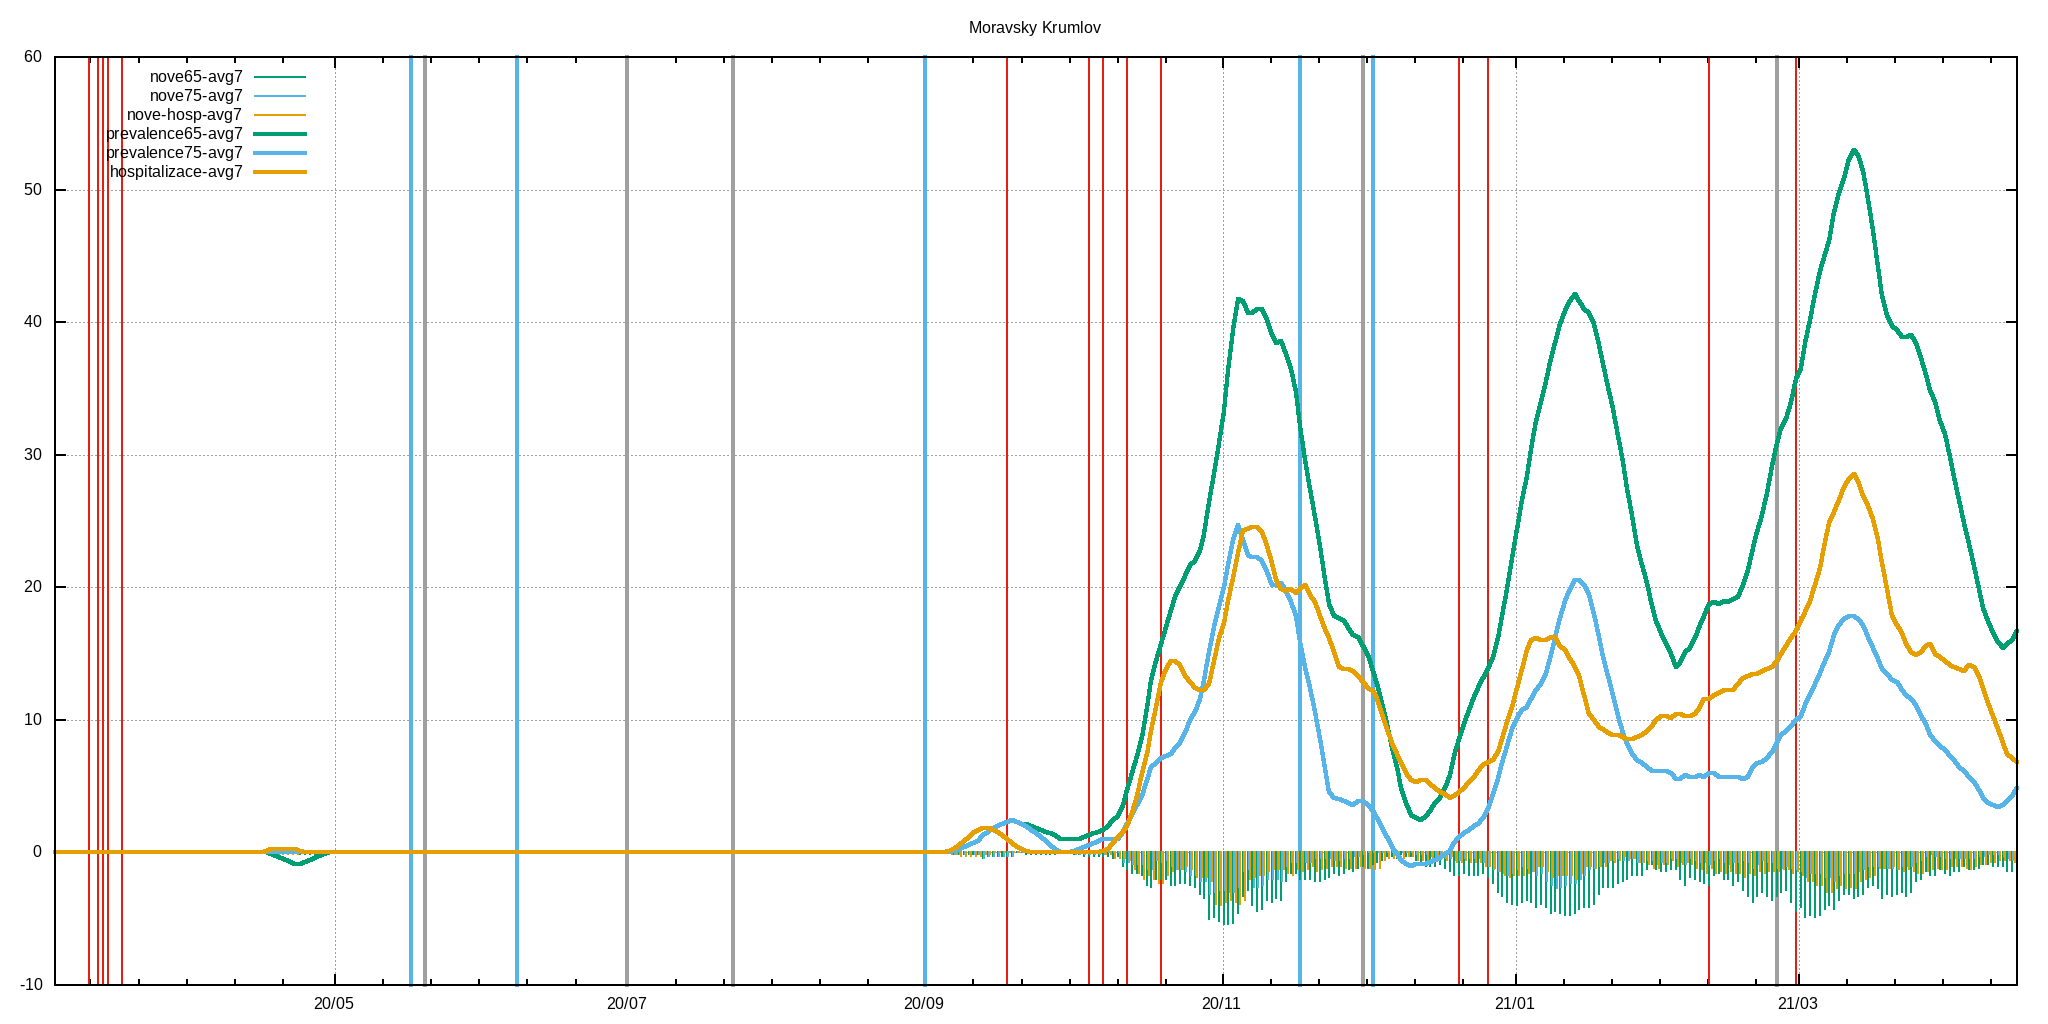 Moravsky Krumlov
60
nove65-avg7
nove75-avg7
nove-hosp-avg7
prevalence65-avg7
prevalence75-avg7
hospitalizace-avg7
50
40
30
20
10
0
-10
20/05 20/07 20/09 20/11 21/01 21/03